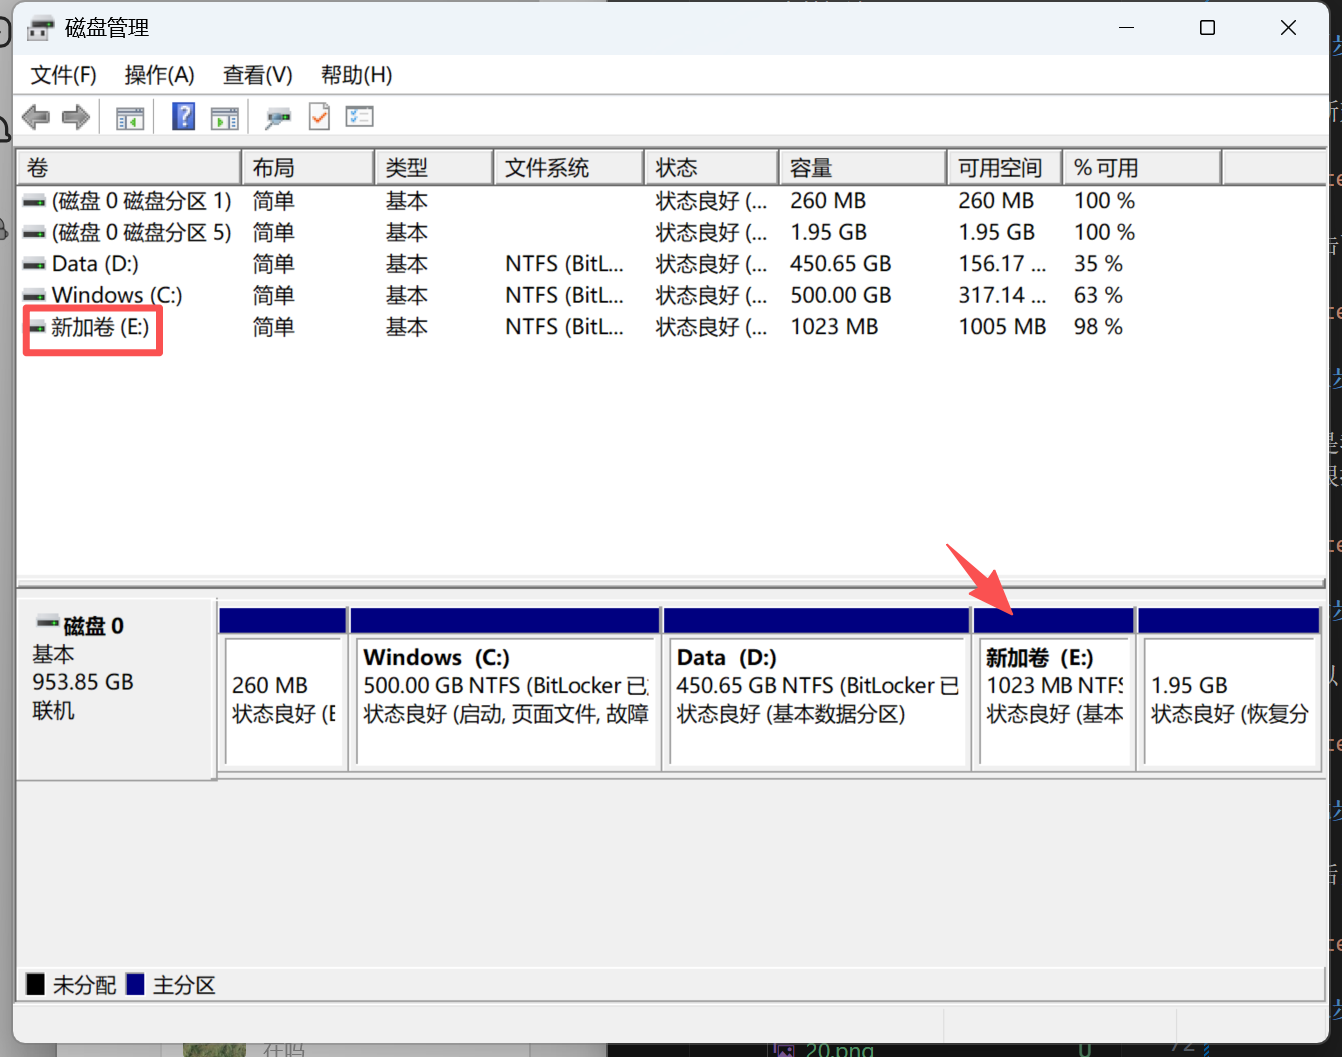 磁盘管理
文件(F) 操作(A) 查看(V) 帮助(H)
卷 布局 类型 文件系统 状态 容量 可用空间 % 可用
(磁盘 0 磁盘分区 1) 简单 基本 状态良好 (... 260 MB 260 MB 100 %
(磁盘 0 磁盘分区 5) 简单 基本 状态良好 (... 1.95 GB 1.95 GB 100 %
Data (D:) 简单 基本 NTFS (BitL... 状态良好 (... 450.65 GB 156.17 ... 35 %
Windows (C:) 简单 基本 NTFS (BitL... 状态良好 (... 500.00 GB 317.14 ... 63 %
新加卷 (E:) 简单 基本 NTFS (BitL... 状态良好 (... 1023 MB 1005 MB 98 %
磁盘 0
基本
953.85 GB
联机
260 MB
状态良好 (E
Windows (C:)
500.00 GB NTFS (BitLocker 已
状态良好 (启动, 页面文件, 故障
Data (D:)
450.65 GB NTFS (BitLocker 已
状态良好 (基本数据分区)
新加卷 (E:)
1023 MB NTFS
状态良好 (基本
1.95 GB
状态良好 (恢复分
未分配 主分区
20.png U